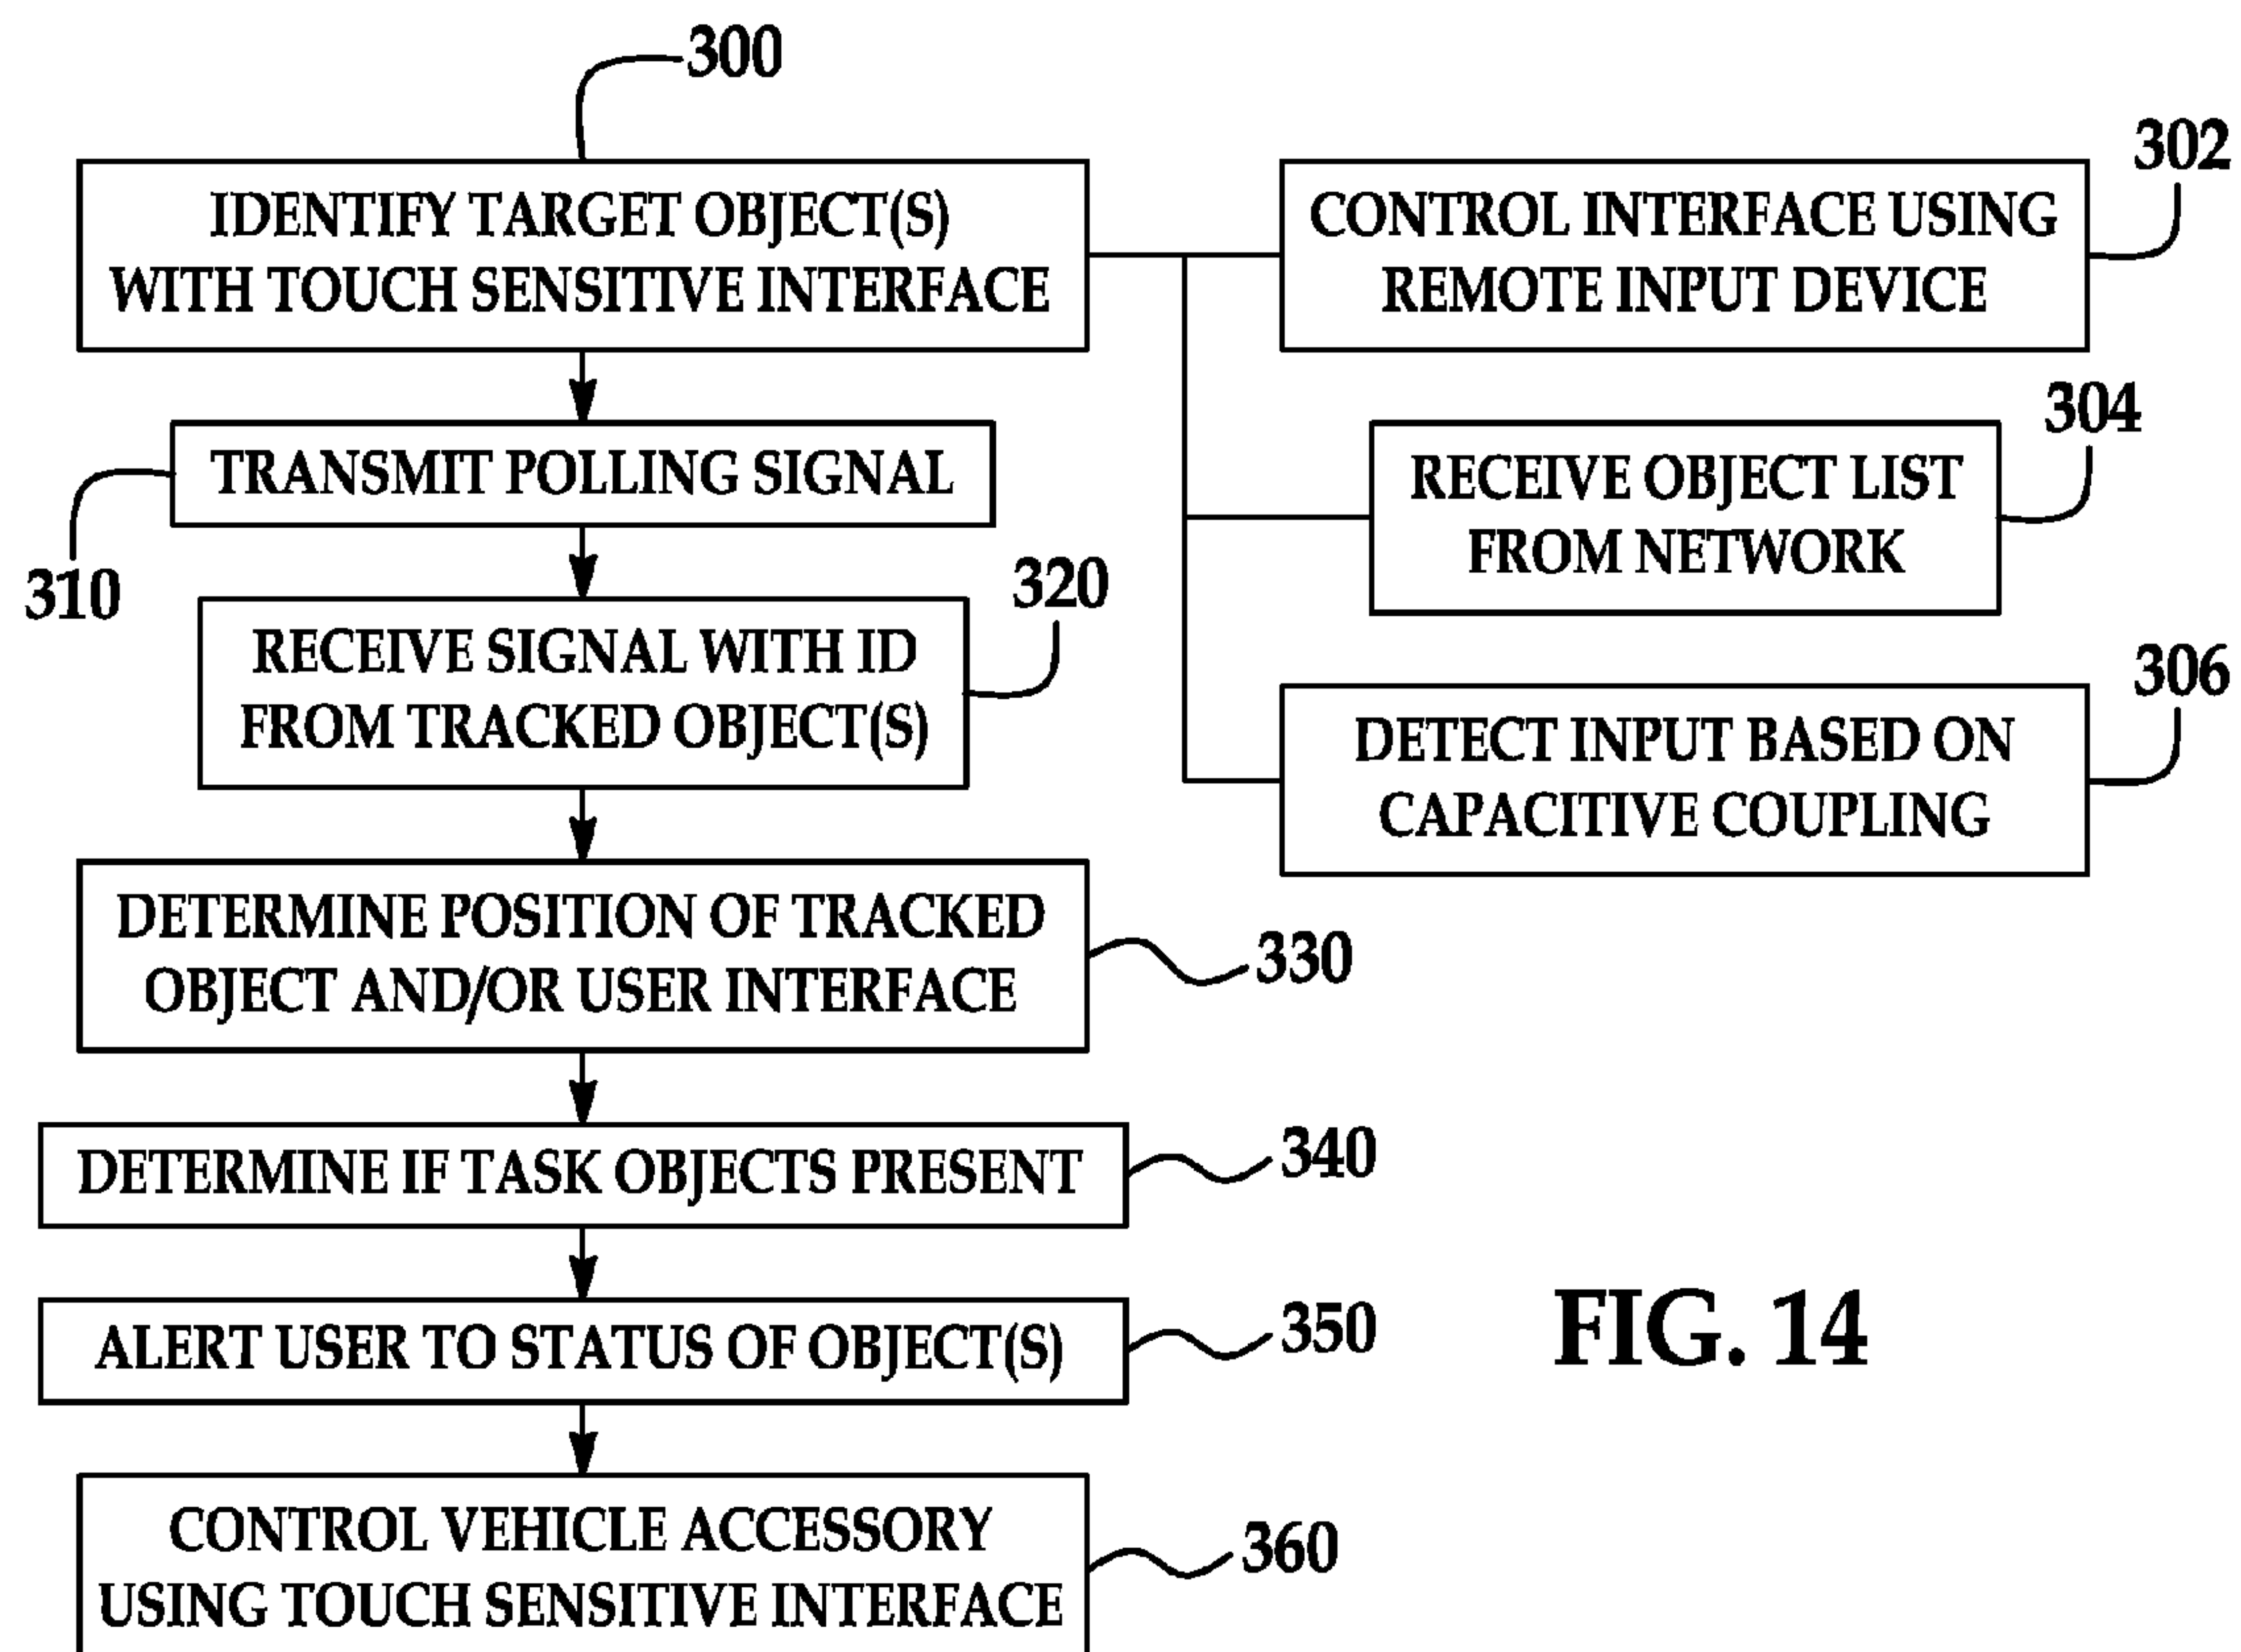 300
IDENTIFY TARGET OBJECT(S)
WITH TOUCH SENSITIVE INTERFACE
302
CONTROL INTERFACE USING
REMOTE INPUT DEVICE
304
RECEIVE OBJECT LIST
FROM NETWORK
306
DETECT INPUT BASED ON
CAPACITIVE COUPLING
TRANSMIT POLLING SIGNAL
310
320
RECEIVE SIGNAL WITH ID
FROM TRACKED OBJECT(S)
DETERMINE POSITION OF TRACKED
OBJECT AND/OR USER INTERFACE
330
DETERMINE IF TASK OBJECTS PRESENT
340
ALERT USER TO STATUS OF OBJECT(S)
350
CONTROL VEHICLE ACCESSORY
USING TOUCH SENSITIVE INTERFACE
360
FIG. 14